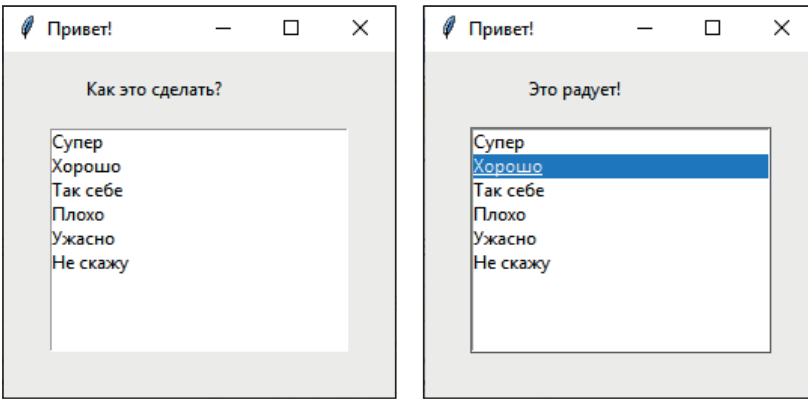 Привет!
Как это сделать?
Супер
Хорошо
Так себе
Плохо
Ужасно
Не скажу
Привет!
Это радует!
Супер
Хорошо
Так себе
Плохо
Ужасно
Не скажу